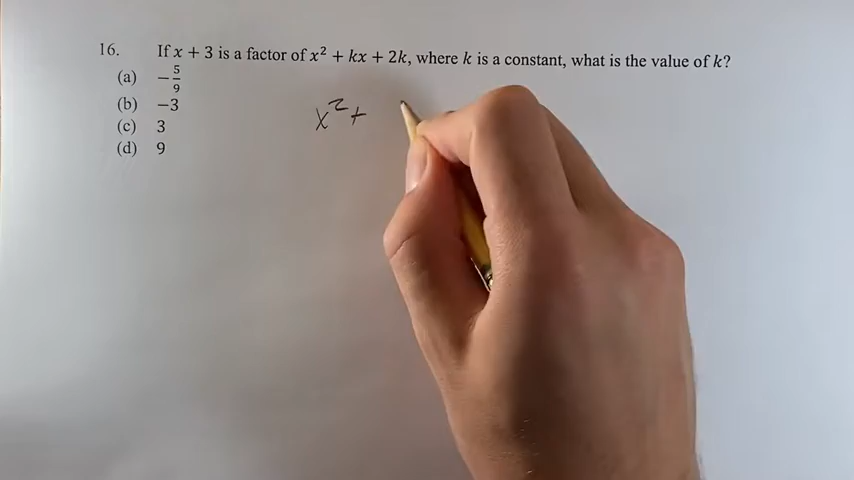 16. If x + 3 is a factor of x² + kx + 2k, where k is a constant, what is the value of k?
(a) −5/9
(b) −3
(c) 3
(d) 9
x² +